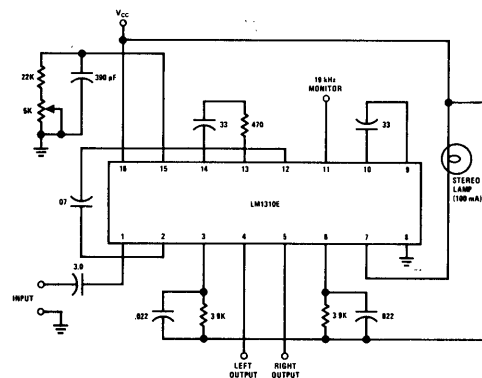 VCC
22K
390 pF
5K
19 kHz
MONITOR
33
470
33
16
15
14
13
12
11
10
9
STEREO
LAMP
(100 mA)
07
LM1310E
1
2
3
4
5
6
7
8
3.0
INPUT
.022
3 9K
3 9K
022
LEFT
OUTPUT
RIGHT
OUTPUT